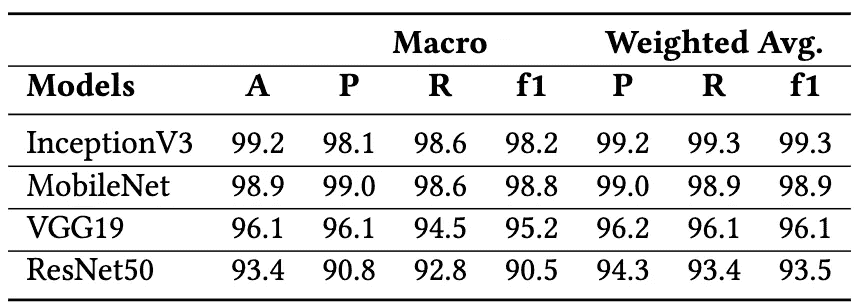 Macro Weighted Avg.
Models A P R f1 P R f1
InceptionV3 99.2 98.1 98.6 98.2 99.2 99.3 99.3
MobileNet 98.9 99.0 98.6 98.8 99.0 98.9 98.9
VGG19 96.1 96.1 94.5 95.2 96.2 96.1 96.1
ResNet50 93.4 90.8 92.8 90.5 94.3 93.4 93.5